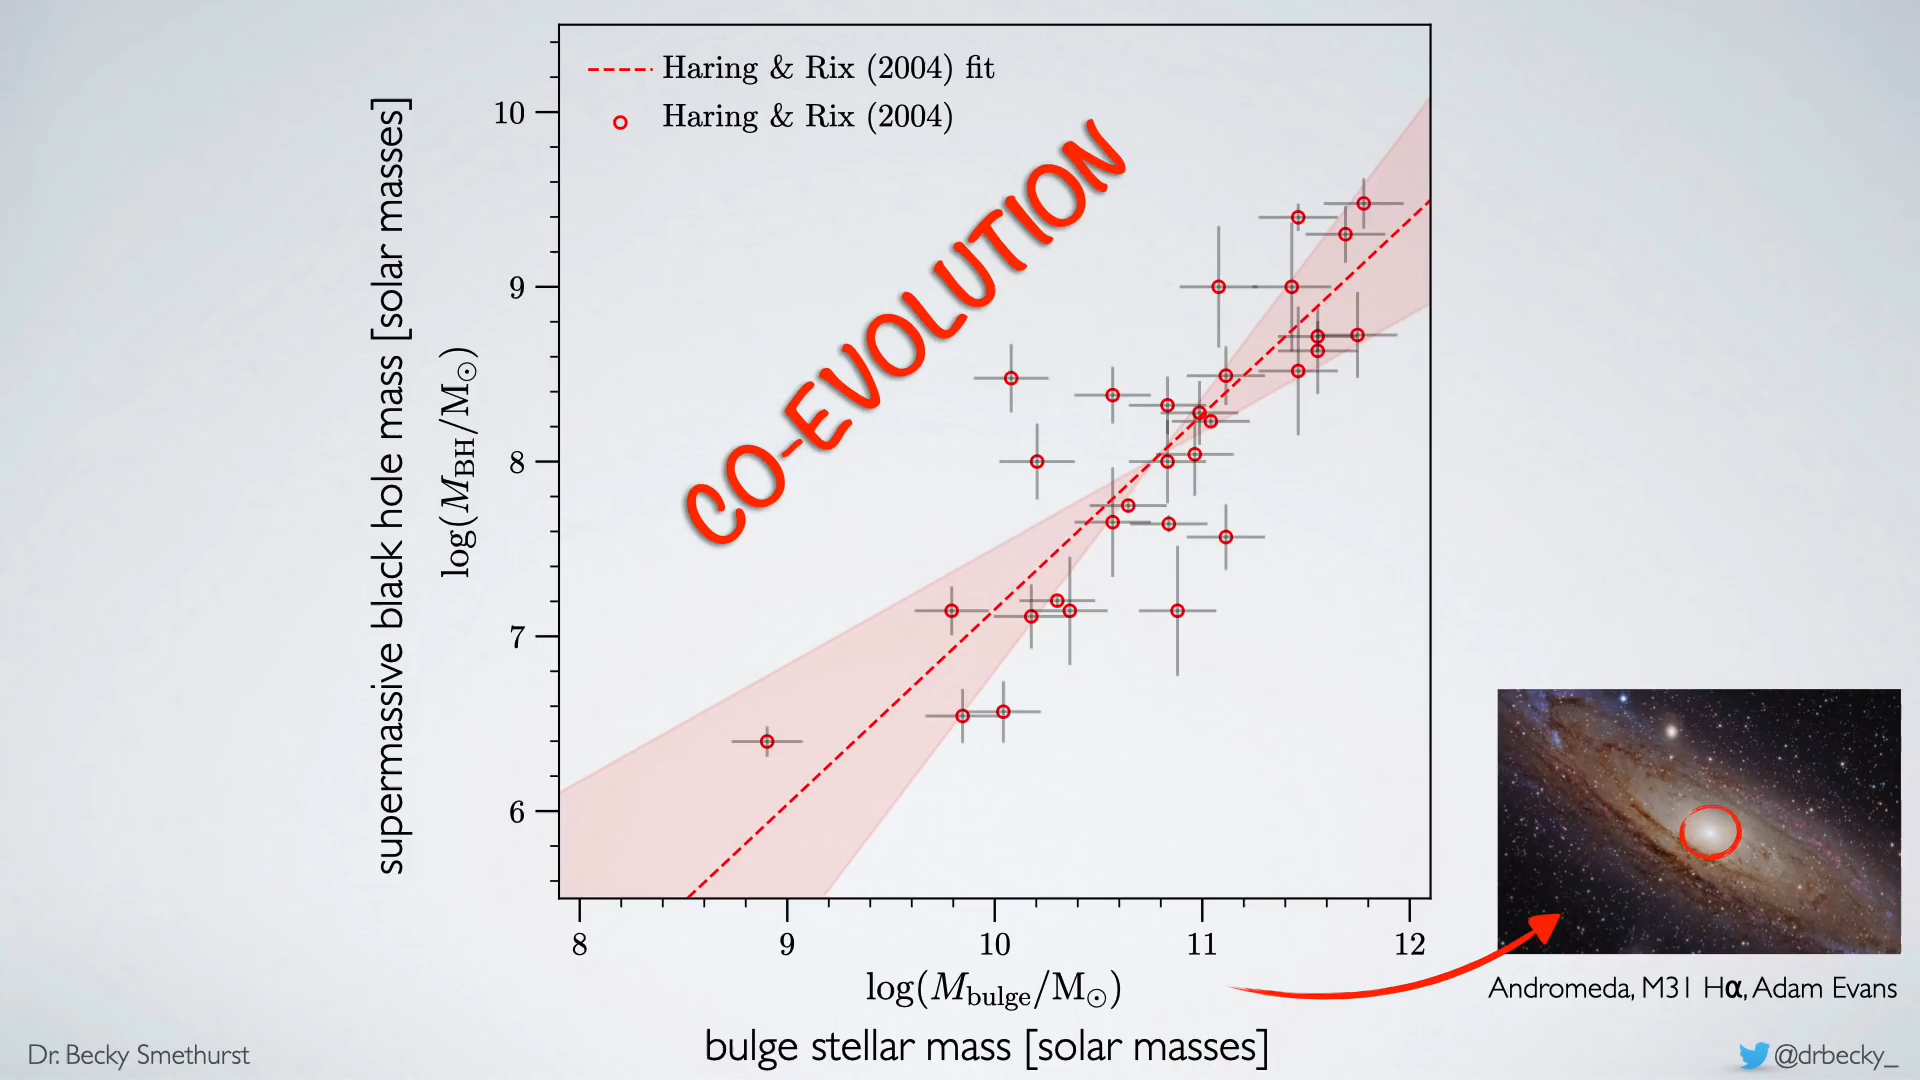 Haring & Rix (2004) fit
Haring & Rix (2004)
CO-EVOLUTION
supermassive black hole mass [solar masses]
log(M_BH/M⊙)
10
9
8
7
6
8 9 10 11 12
log(M_bulge/M⊙)
bulge stellar mass [solar masses]
Andromeda, M31 Hα, Adam Evans
Dr. Becky Smethurst
@drbecky_